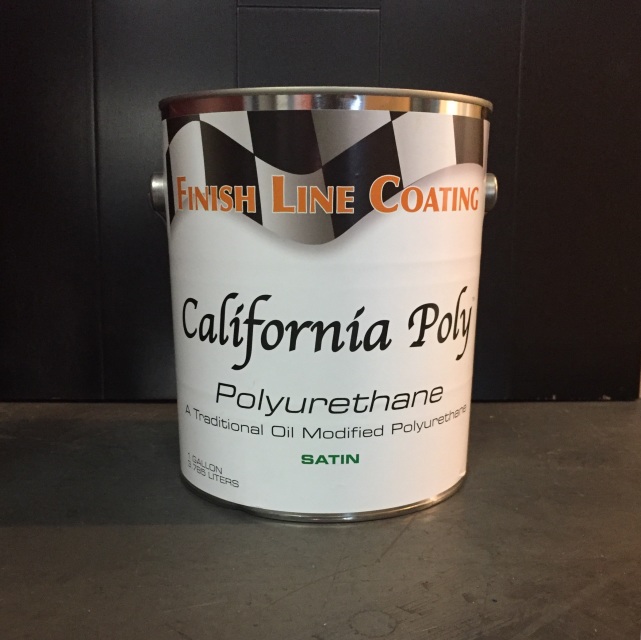 FINISH LINE COATING
California Poly
Polyurethane
A Traditional Oil Modified Polyurethane
SATIN
1 GALLON
3.785 LITERS